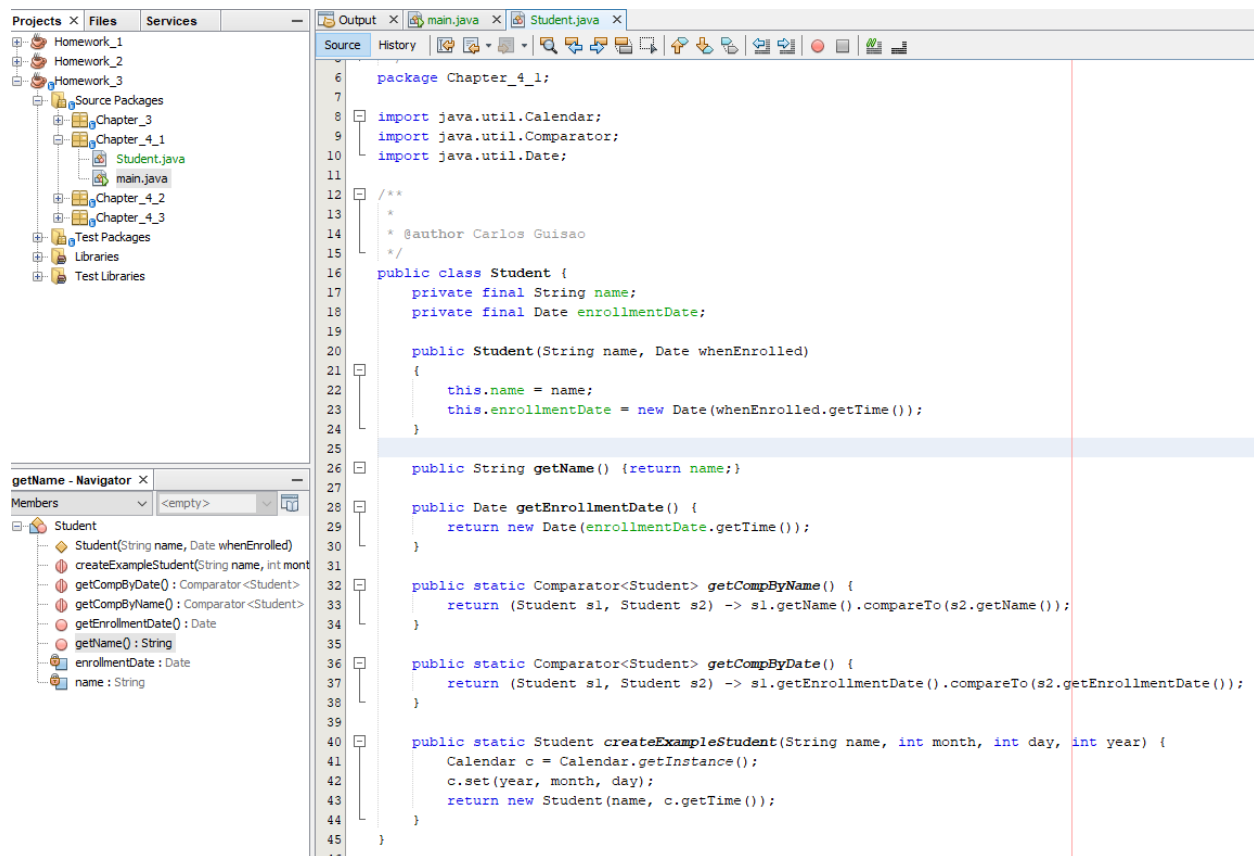 Projects × Files Services
Homework_1
Homework_2
Homework_3
Source Packages
Chapter_3
Chapter_4_1
Student.java
main.java
Chapter_4_2
Chapter_4_3
Test Packages
Libraries
Test Libraries
getName - Navigator ×
Members <empty>
Student
Student(String name, Date whenEnrolled)
createExampleStudent(String name, int mont
getCompByDate() : Comparator<Student>
getCompByName() : Comparator<Student>
getEnrollmentDate() : Date
getName() : String
enrollmentDate : Date
name : String
Output × main.java × Student.java ×
Source History
6 package Chapter_4_1;
7
8 import java.util.Calendar;
9 import java.util.Comparator;
10 import java.util.Date;
11
12 /**
13 *
14 * @author Carlos Guisao
15 */
16 public class Student {
17 private final String name;
18 private final Date enrollmentDate;
19
20 public Student(String name, Date whenEnrolled)
21 {
22 this.name = name;
23 this.enrollmentDate = new Date(whenEnrolled.getTime());
24 }
25
26 public String getName() {return name;}
27
28 public Date getEnrollmentDate() {
29 return new Date(enrollmentDate.getTime());
30 }
31
32 public static Comparator<Student> getCompByName() {
33 return (Student s1, Student s2) -> s1.getName().compareTo(s2.getName());
34 }
35
36 public static Comparator<Student> getCompByDate() {
37 return (Student s1, Student s2) -> s1.getEnrollmentDate().compareTo(s2.getEnrollmentDate());
38 }
39
40 public static Student createExampleStudent(String name, int month, int day, int year) {
41 Calendar c = Calendar.getInstance();
42 c.set(year, month, day);
43 return new Student(name, c.getTime());
44 }
45 }